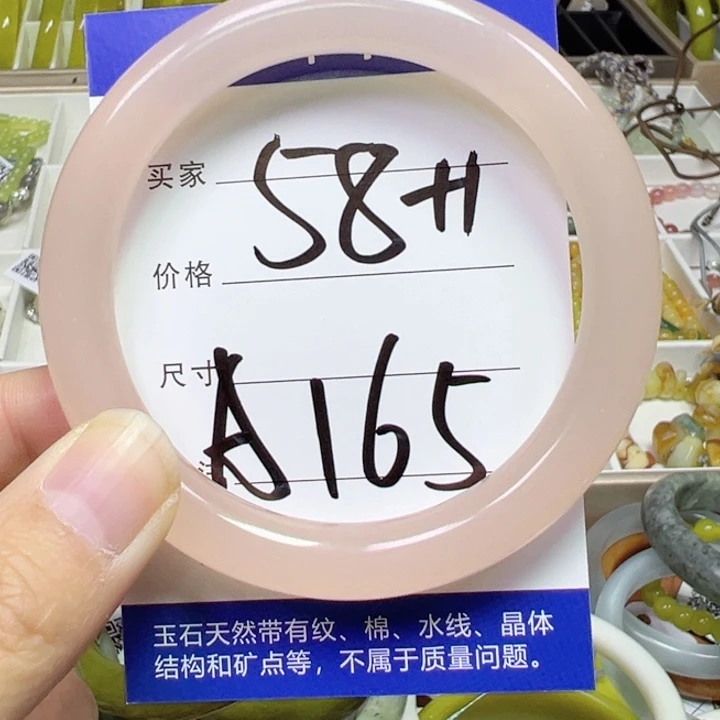 买家 58++
价格
尺寸
A165
玉石天然带有纹、棉、水线、晶体
结构和矿点等，不属于质量问题。